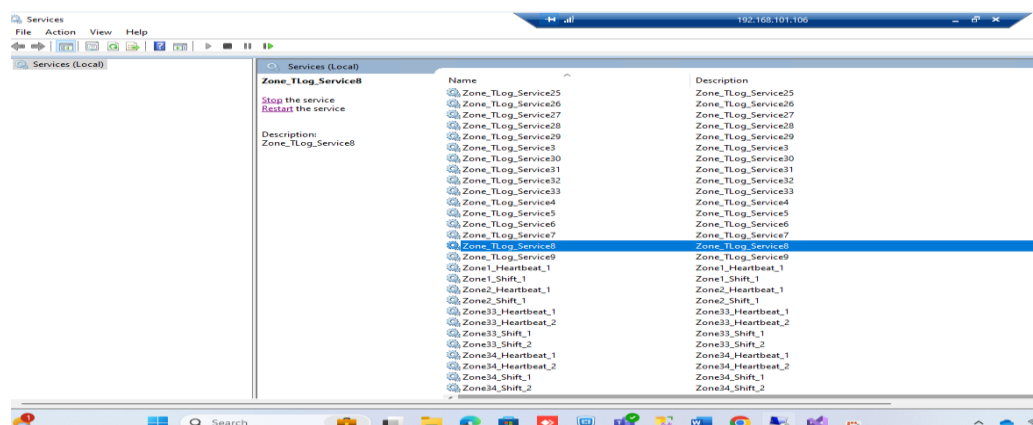 Services
192.168.101.106
File Action View Help
Services (Local)
Services (Local)
Zone_TLog_Service8
Stop the service
Restart the service
Description:
Zone_TLog_Service8
Name Description
Zone_TLog_Service25 Zone_TLog_Service25
Zone_TLog_Service26 Zone_TLog_Service26
Zone_TLog_Service27 Zone_TLog_Service27
Zone_TLog_Service28 Zone_TLog_Service28
Zone_TLog_Service29 Zone_TLog_Service29
Zone_TLog_Service3 Zone_TLog_Service3
Zone_TLog_Service30 Zone_TLog_Service30
Zone_TLog_Service31 Zone_TLog_Service31
Zone_TLog_Service32 Zone_TLog_Service32
Zone_TLog_Service33 Zone_TLog_Service33
Zone_TLog_Service4 Zone_TLog_Service4
Zone_TLog_Service5 Zone_TLog_Service5
Zone_TLog_Service6 Zone_TLog_Service6
Zone_TLog_Service7 Zone_TLog_Service7
Zone_TLog_Service8 Zone_TLog_Service8
Zone_TLog_Service9 Zone_TLog_Service9
Zone1_Heartbeat_1 Zone1_Heartbeat_1
Zone1_Shift_1 Zone1_Shift_1
Zone2_Heartbeat_1 Zone2_Heartbeat_1
Zone2_Shift_1 Zone2_Shift_1
Zone33_Heartbeat_1 Zone33_Heartbeat_1
Zone33_Heartbeat_2 Zone33_Heartbeat_2
Zone33_Shift_1 Zone33_Shift_1
Zone33_Shift_2 Zone33_Shift_2
Zone34_Heartbeat_1 Zone34_Heartbeat_1
Zone34_Heartbeat_2 Zone34_Heartbeat_2
Zone34_Shift_1 Zone34_Shift_1
Zone34_Shift_2 Zone34_Shift_2
Search